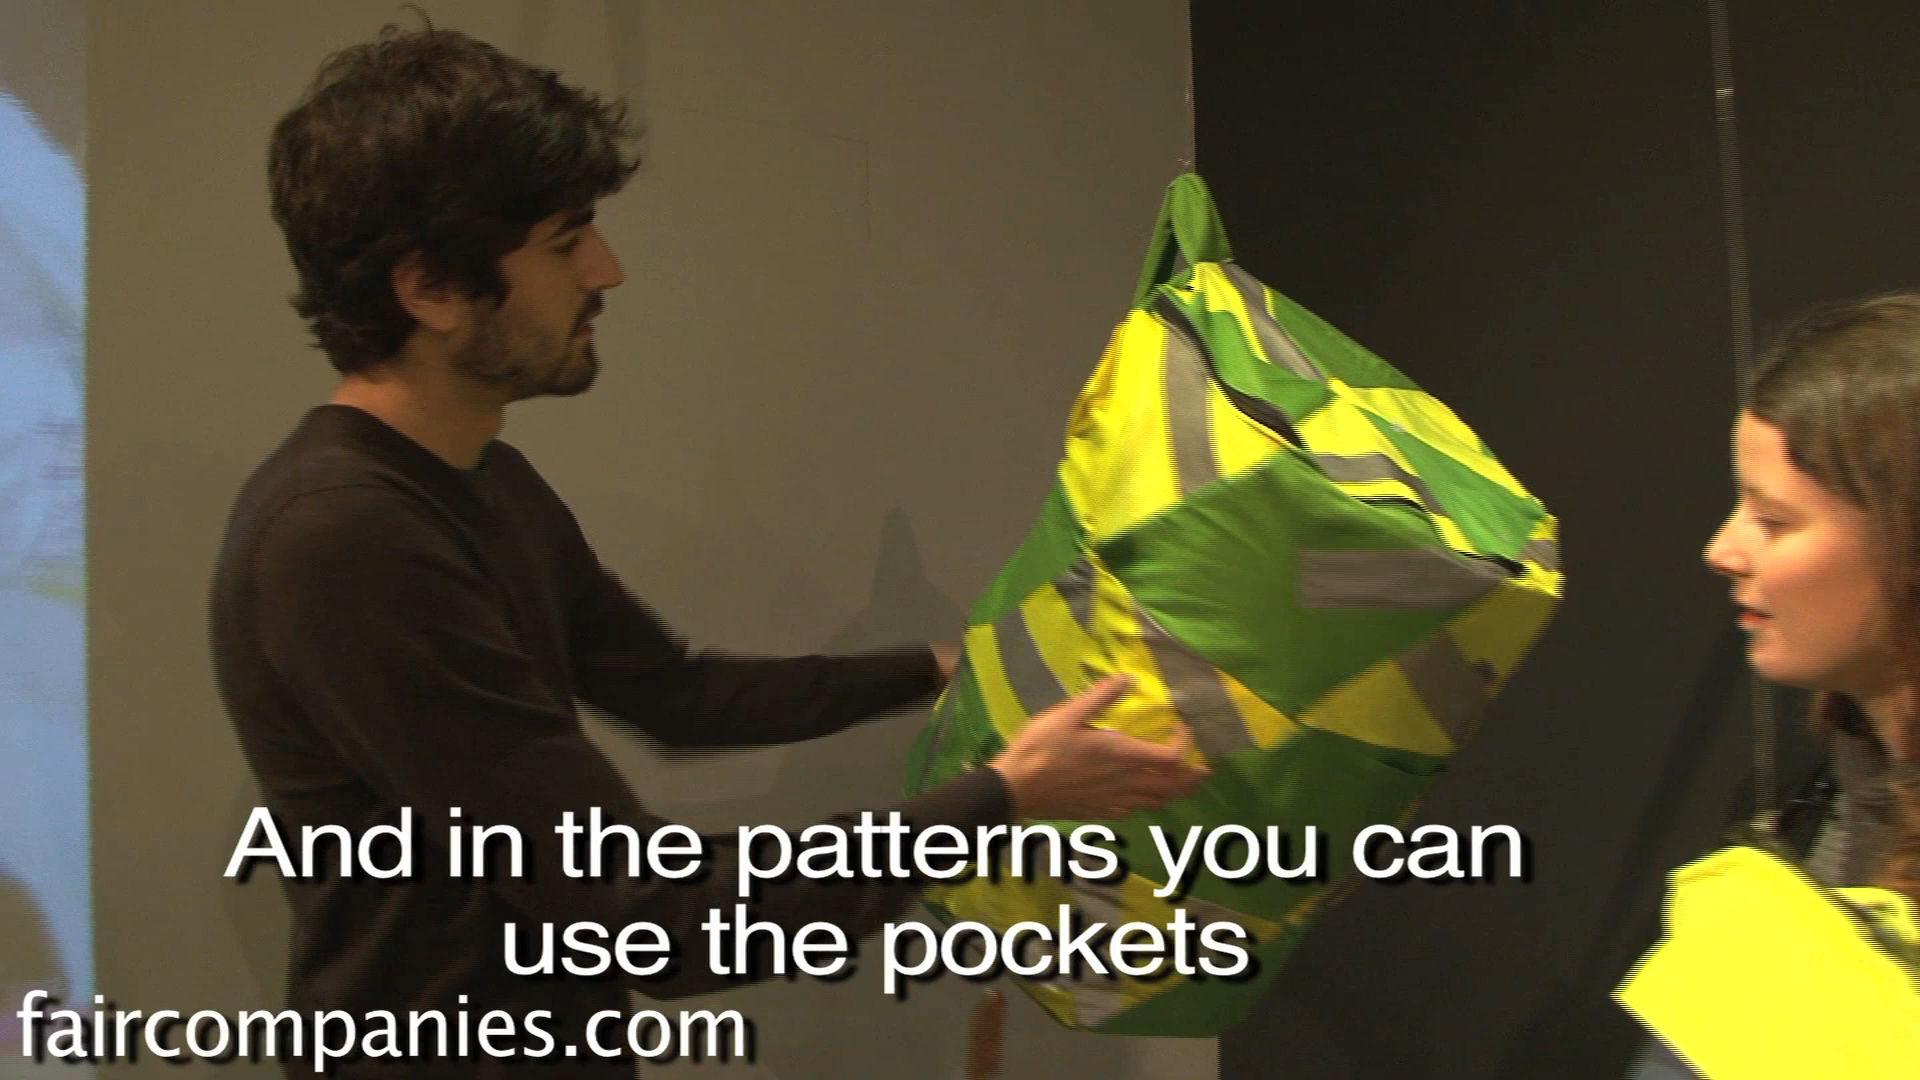 And in the patterns you can
use the pockets
faircompanies.com